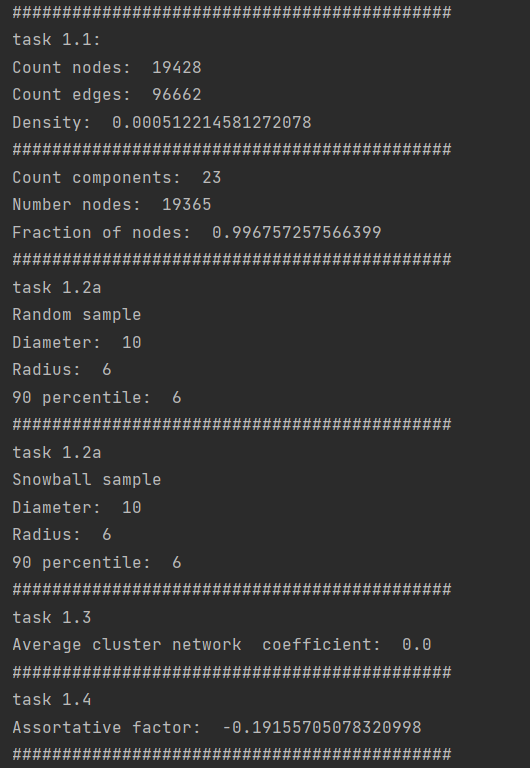 ############################################
task 1.1:
Count nodes:  19428
Count edges:  96662
Density:  0.000512214581272078
############################################
Count components:  23
Number nodes:  19365
Fraction of nodes:  0.996757257566399
############################################
task 1.2a
Random sample
Diameter:  10
Radius:  6
90 percentile:  6
############################################
task 1.2a
Snowball sample
Diameter:  10
Radius:  6
90 percentile:  6
############################################
task 1.3
Average cluster network  coefficient:  0.0
############################################
task 1.4
Assortative factor:  -0.19155705078320998
############################################